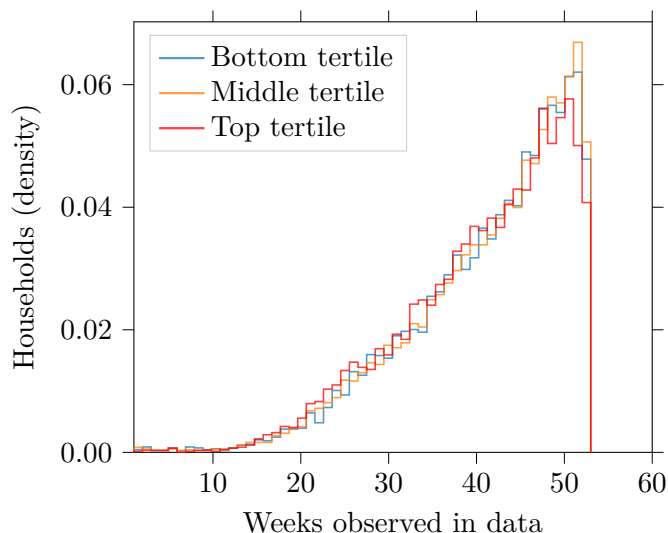 Bottom tertile
Middle tertile
Top tertile
Households (density)
0.06
0.04
0.02
0.00
10 20 30 40 50 60
Weeks observed in data